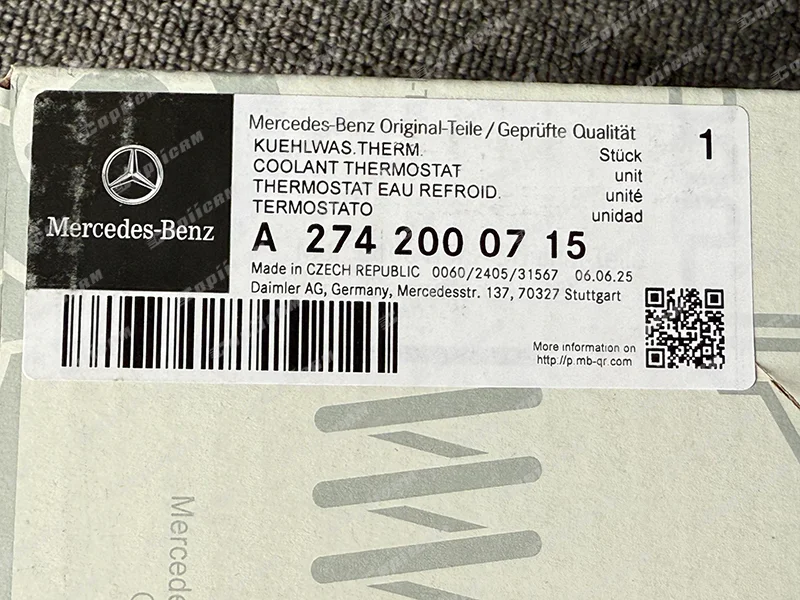 Mercedes-Benz Original-Teile / Geprüfte Qualität
KUEHLWAS.THERM. Stück 1
COOLANT THERMOSTAT unit
THERMOSTAT EAU REFROID. unité
TERMOSTATO unidad
Mercedes-Benz
A 274 200 07 15
Made in CZECH REPUBLIC 0060/2405/31567 06.06.25
Daimler AG, Germany, Mercedesstr. 137, 70327 Stuttgart
More information on
http://p.mb-qr.com
Mercede
Copiicam